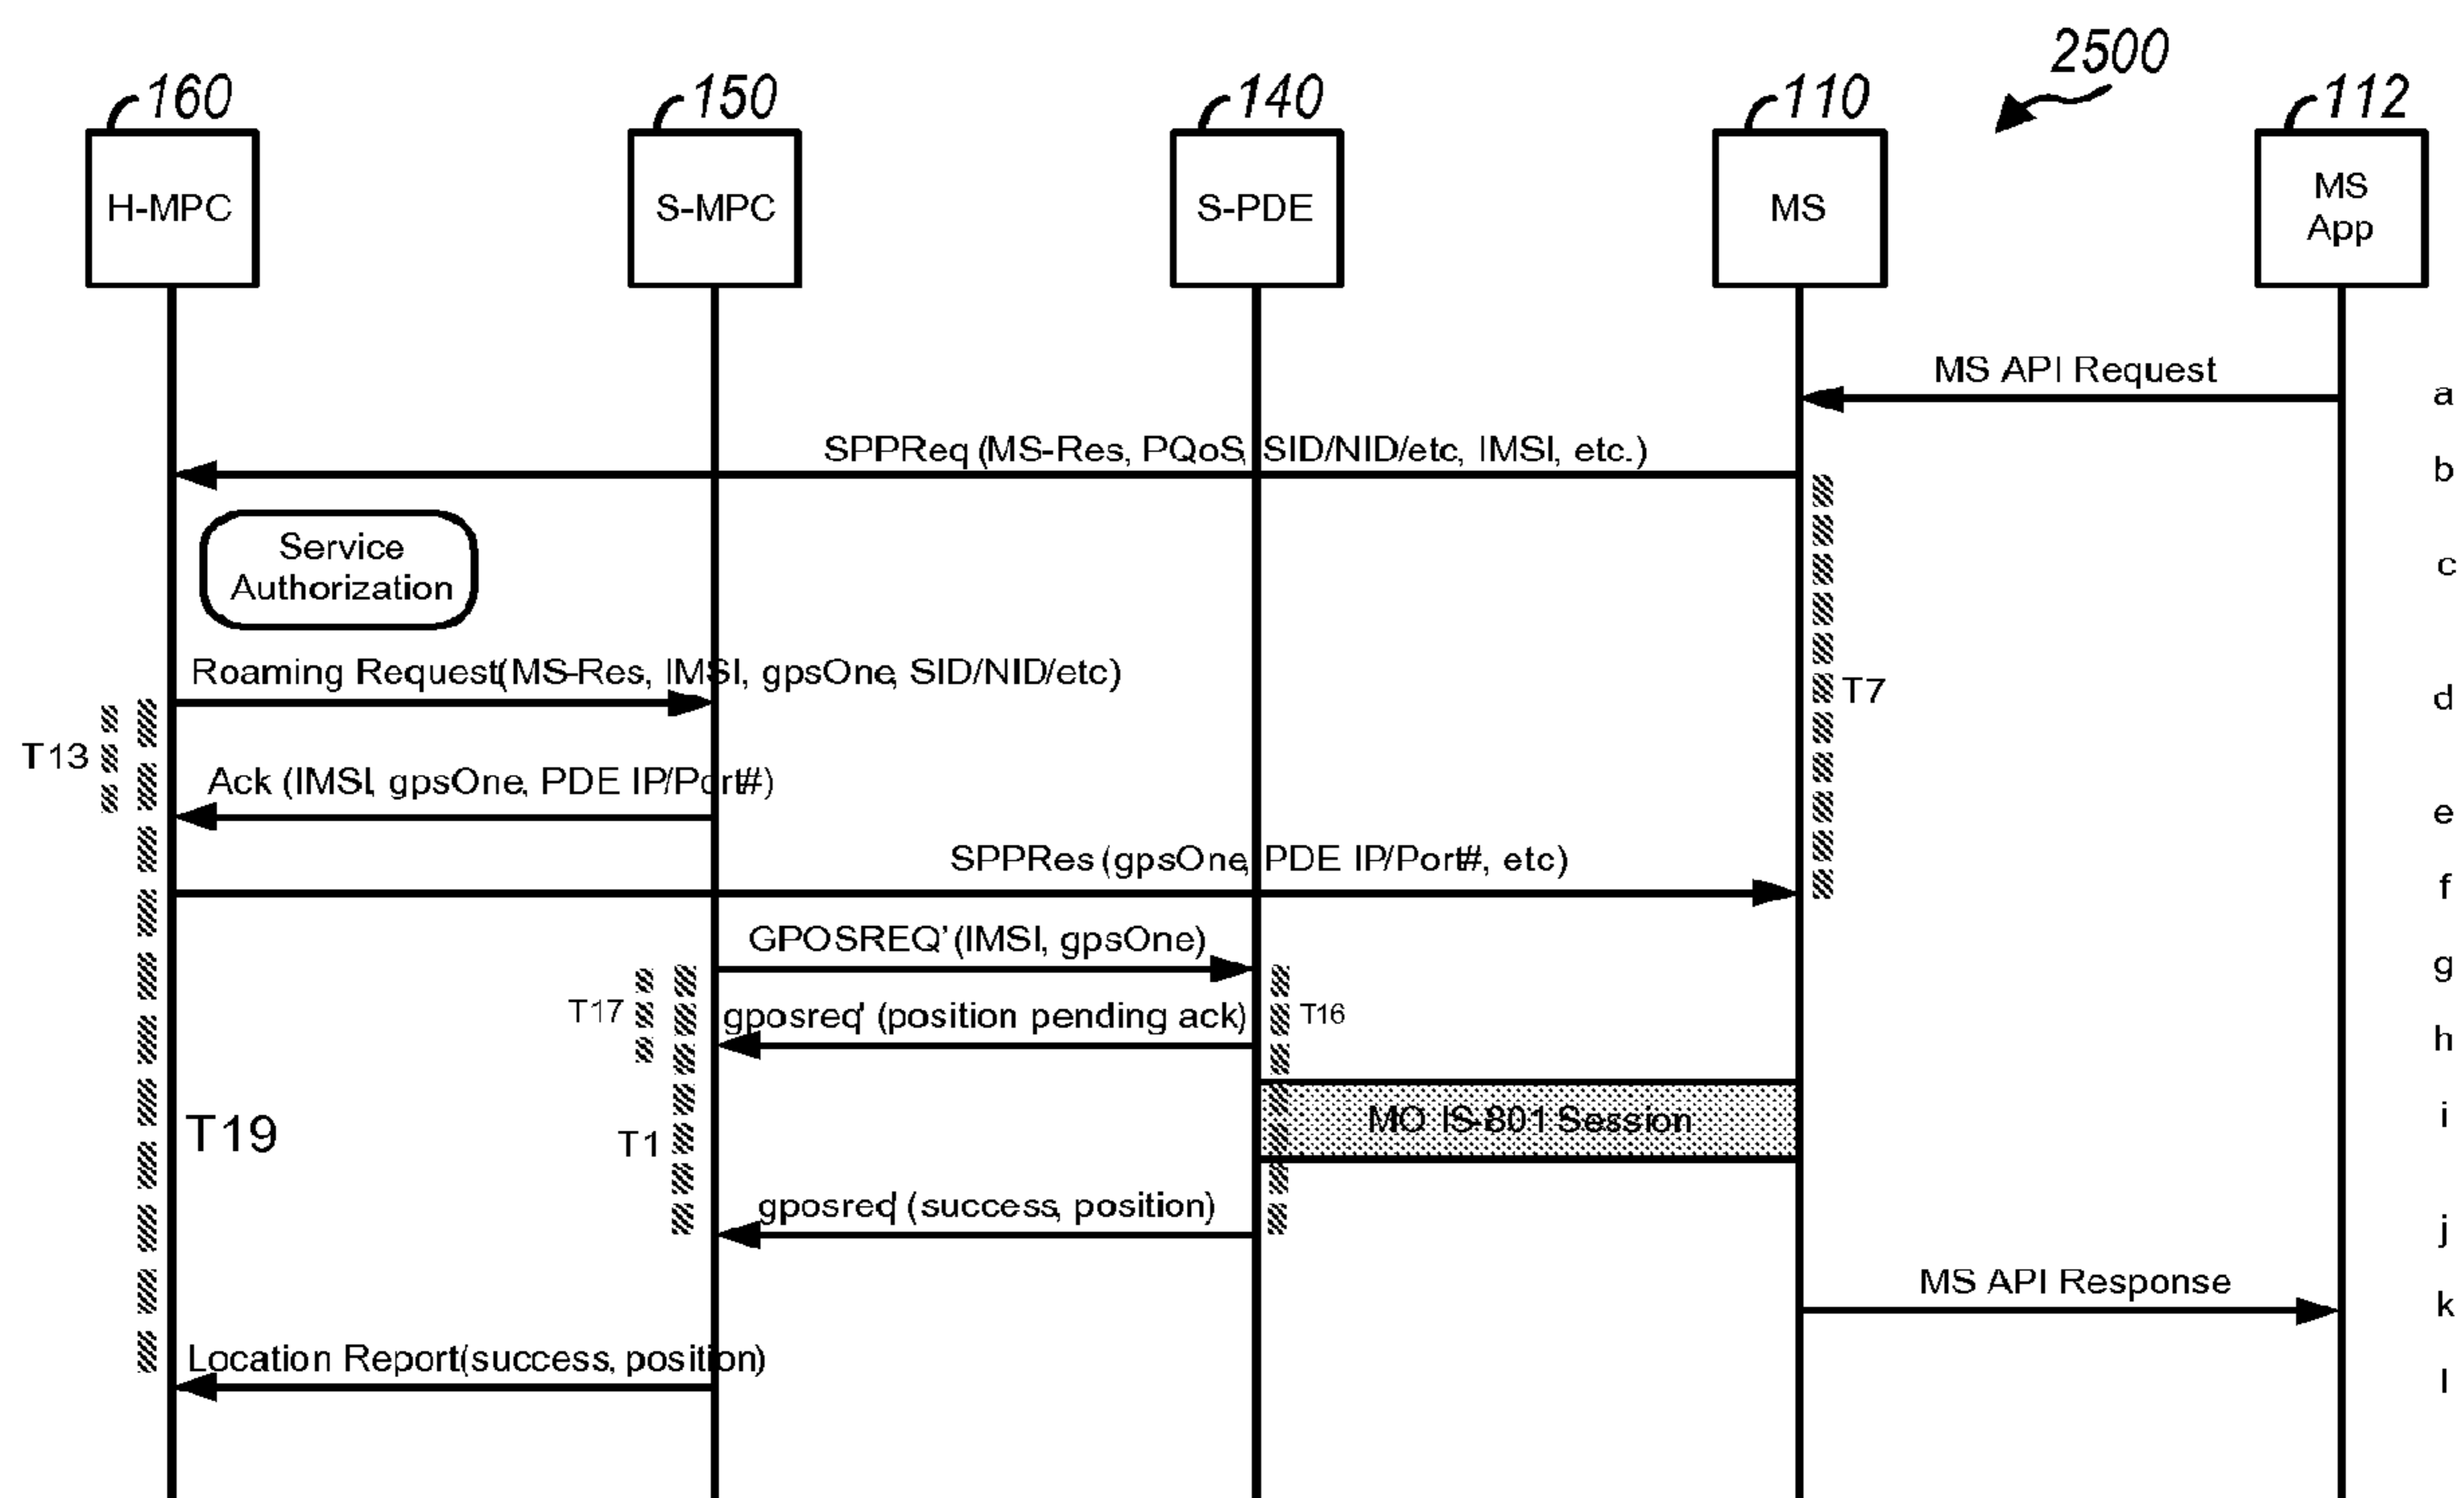 2500
160
150
140
110
112
H-MPC
S-MPC
S-PDE
MS
MS
App
MS API Request
a
SPPReq (MS-Res, PQoS, SID/NID/etc, IMSI, etc.)
b
Service
Authorization
c
Roaming Request(MS-Res, IMSI, gpsOne, SID/NID/etc)
T7
d
T13
Ack (IMSI, gpsOne, PDE IP/Port#)
e
SPPRes (gpsOne, PDE IP/Port#, etc)
f
GPOSREQ' (IMSI, gpsOne)
g
T17
gposreq' (position pending ack)
T16
h
T19
T1
MO IS-801 Session
i
gposreq' (success, position)
j
MS API Response
k
Location Report(success, position)
l